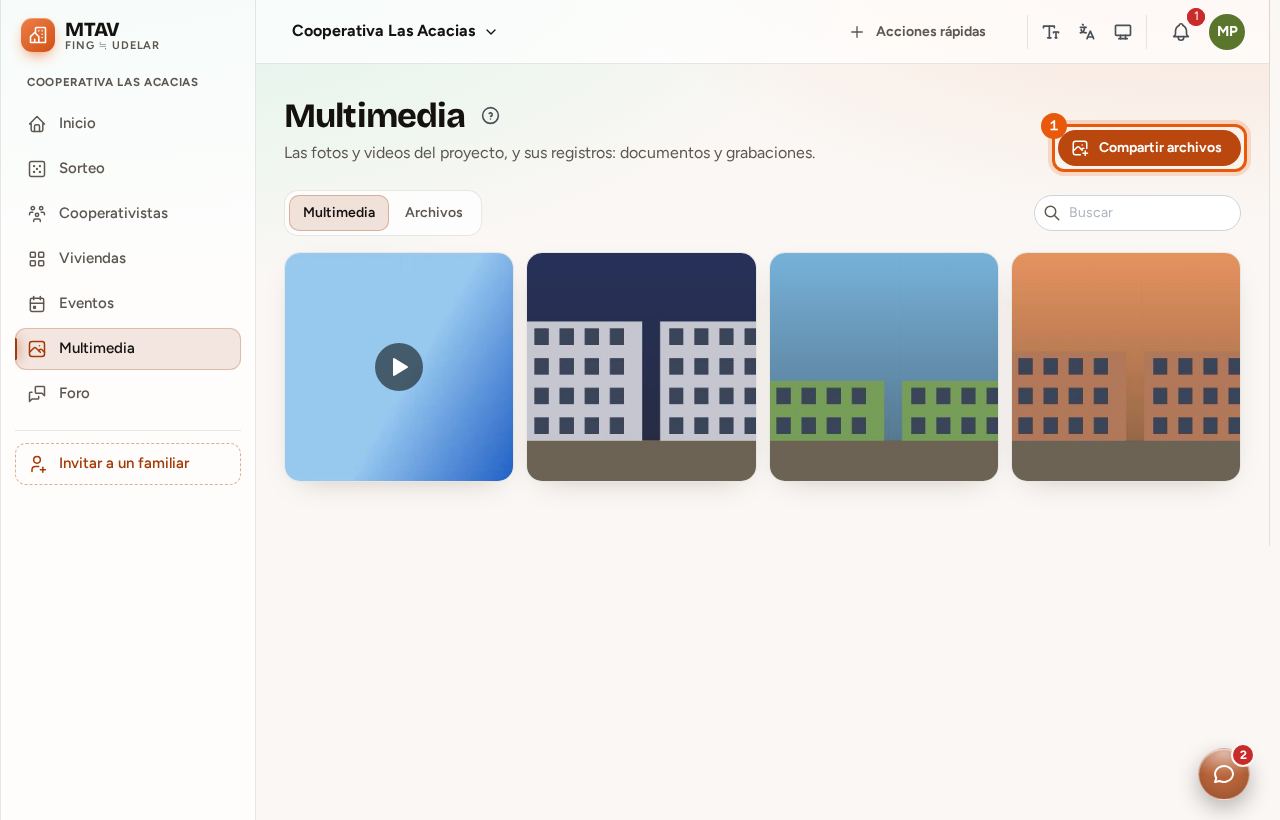 MTAV
FING ≒ UDELAR
COOPERATIVA LAS ACACIAS
Inicio
Sorteo
Cooperativistas
Viviendas
Eventos
Multimedia
Foro
Invitar a un familiar
Cooperativa Las Acacias
Acciones rápidas
1
MP
Multimedia
Las fotos y videos del proyecto, y sus registros: documentos y grabaciones.
1
Compartir archivos
Multimedia
Archivos
Buscar
2